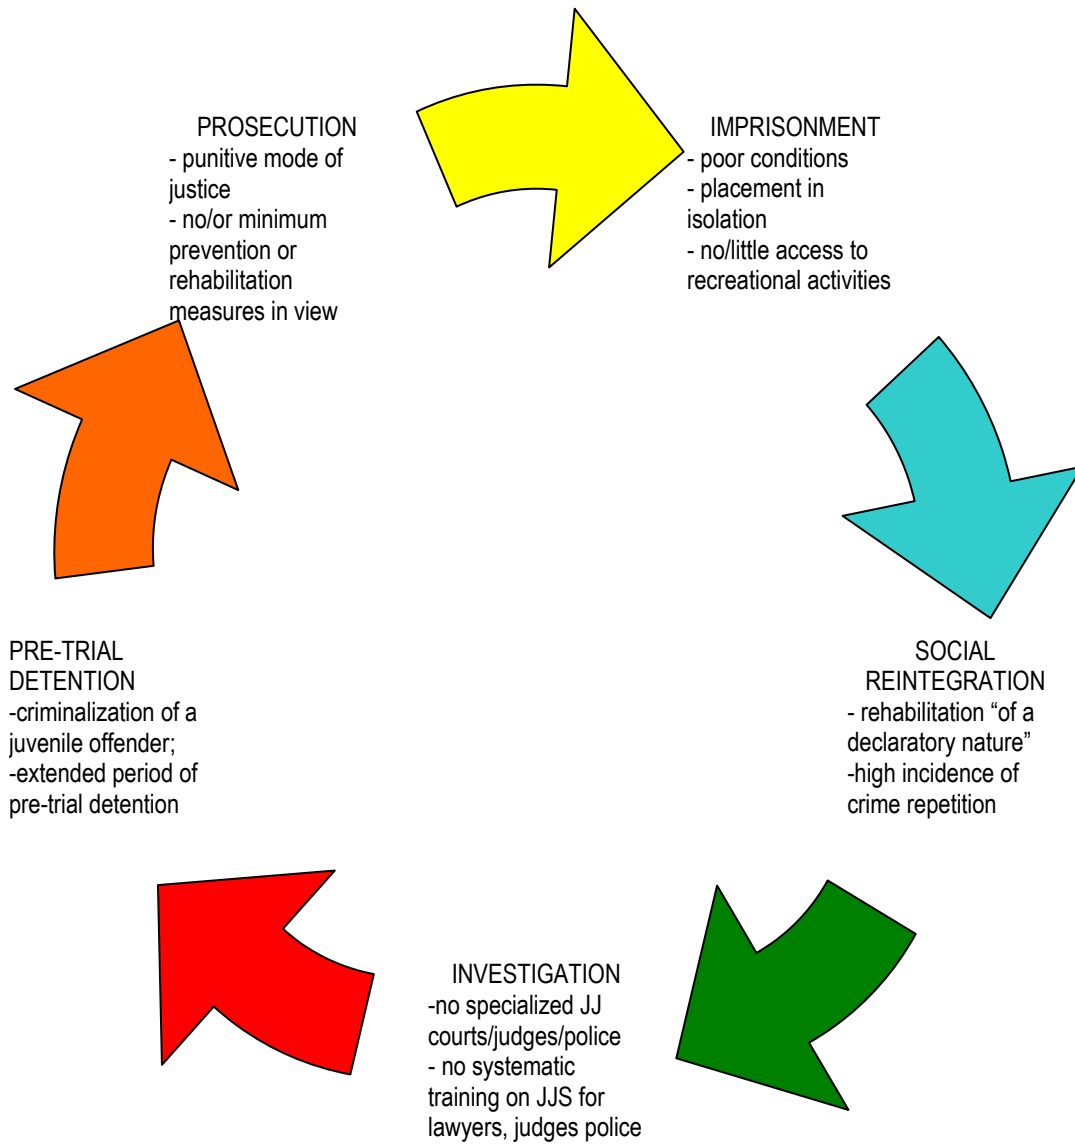 PROSECUTION
- punitive mode of
justice
- no/or minimum
prevention or
rehabilitation
measures in view
IMPRISONMENT
- poor conditions
- placement in
isolation
- no/little access to
recreational activities
PRE-TRIAL
DETENTION
-criminalization of a
juvenile offender;
-extended period of
pre-trial detention
SOCIAL
REINTEGRATION
- rehabilitation “of a
declaratory nature”
-high incidence of
crime repetition
INVESTIGATION
-no specialized JJ
courts/judges/police
- no systematic
training on JJS for
lawyers, judges police